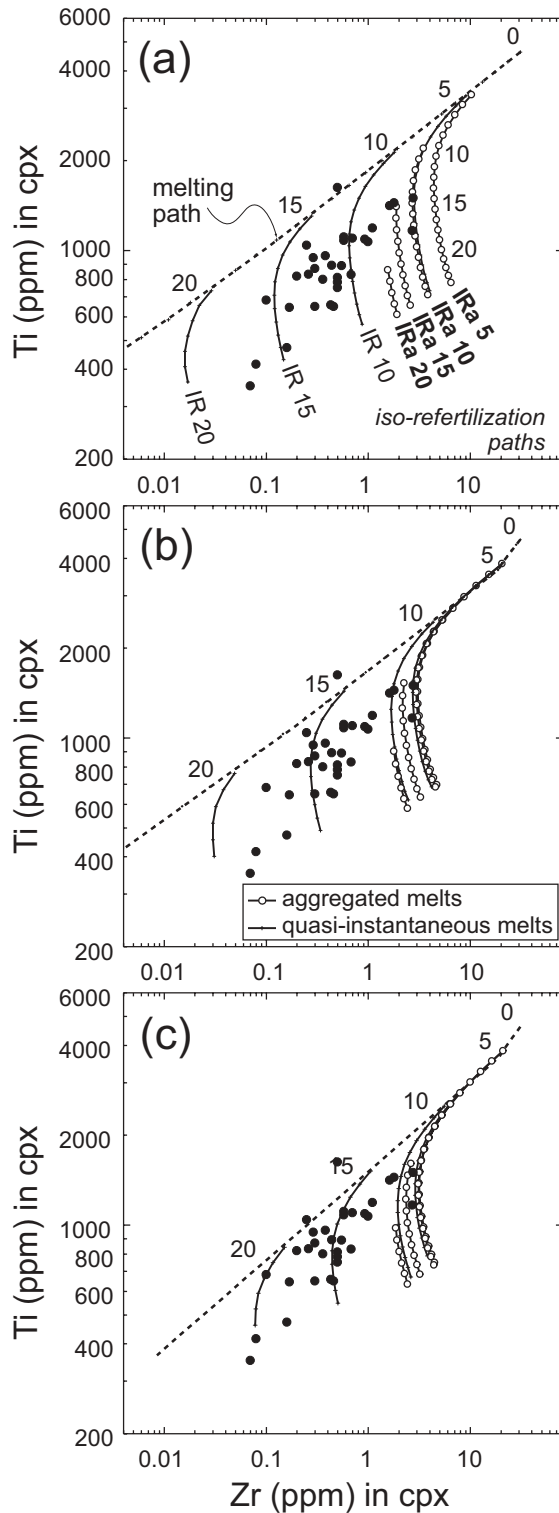 (a)
6000
4000
2000
1000
800
600
400
200
Ti (ppm) in cpx
0
5
10
15
20
10
15
20
melting
path
IR 20
IR 15
IR 10
IRa 20
IRa 15
IRa 10
IRa 5
iso-refertilization
paths
0.01
0.1
1
10
(b)
6000
4000
2000
1000
800
600
400
200
Ti (ppm) in cpx
0
5
10
15
20
aggregated melts
quasi-instantaneous melts
0.01
0.1
1
10
(c)
6000
4000
2000
1000
800
600
400
200
Ti (ppm) in cpx
0
5
10
15
20
0.01
0.1
1
10
Zr (ppm) in cpx